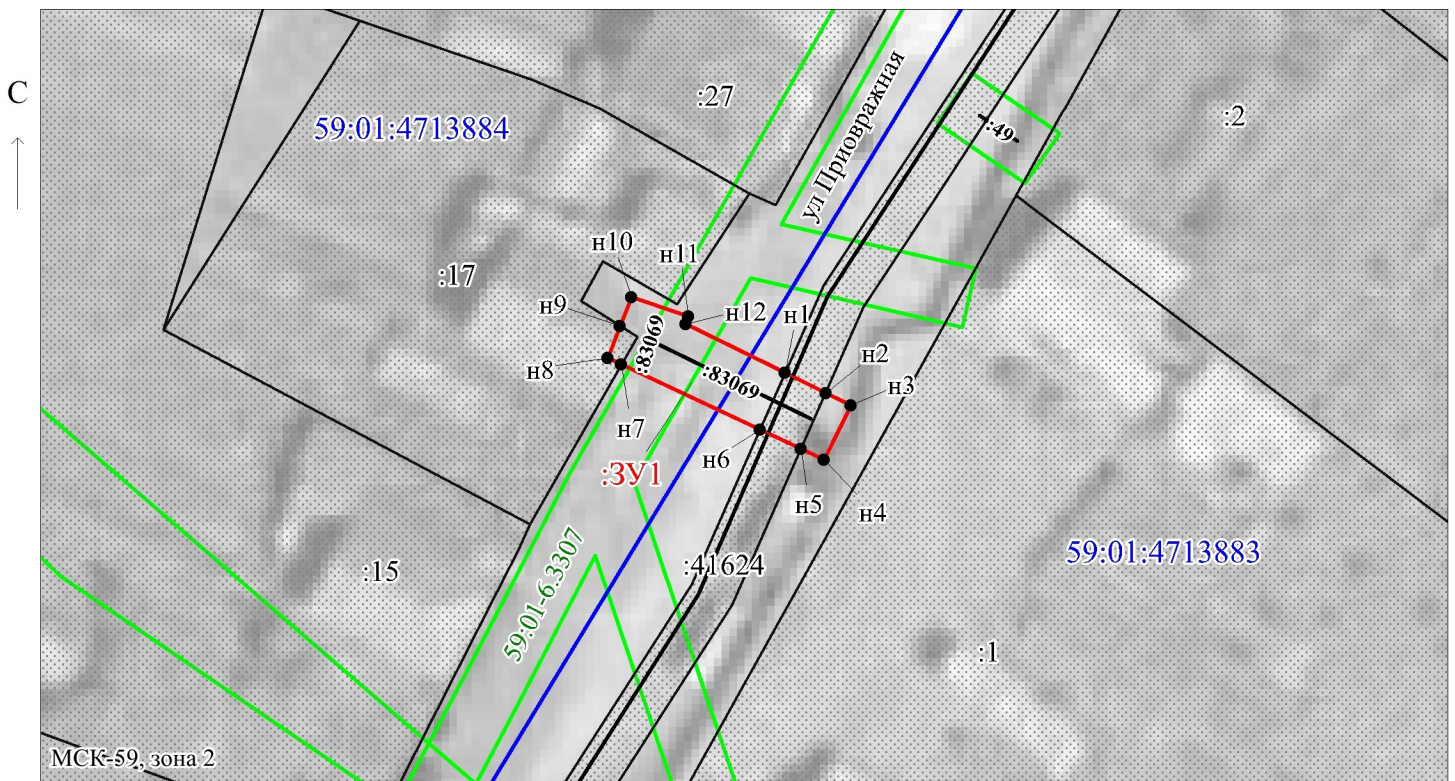 С
:27
59:01:4713884
ул Приовражная
:49
:2
н10
н11
:17
н9
н12
н1
:83069
:83069
н2
н8
н3
н7
н6
:ЗУ1
н5
н4
59:01-6.3307
:41624
59:01:4713883
:15
:1
МСК-59, зона 2